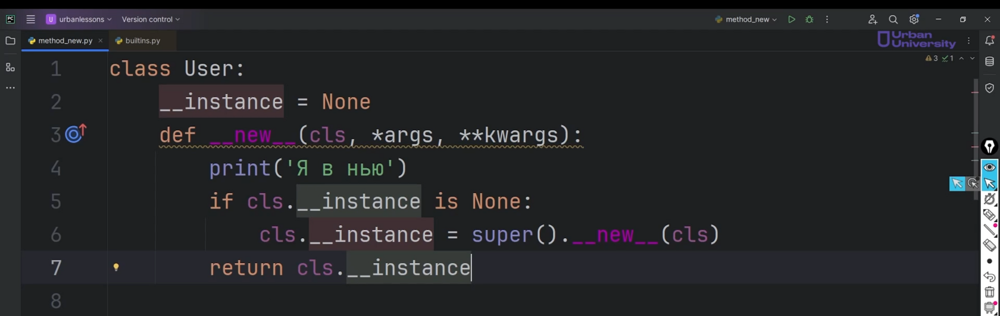 PC U urbanlessons Version control method_new
method_new.py builtins.py Urban
University
3 1
1 class User:
2 __instance = None
3 def __new__(cls, *args, **kwargs):
4 print('Я в нью')
5 if cls.__instance is None:
6 cls.__instance = super().__new__(cls)
7 return cls.__instance
8